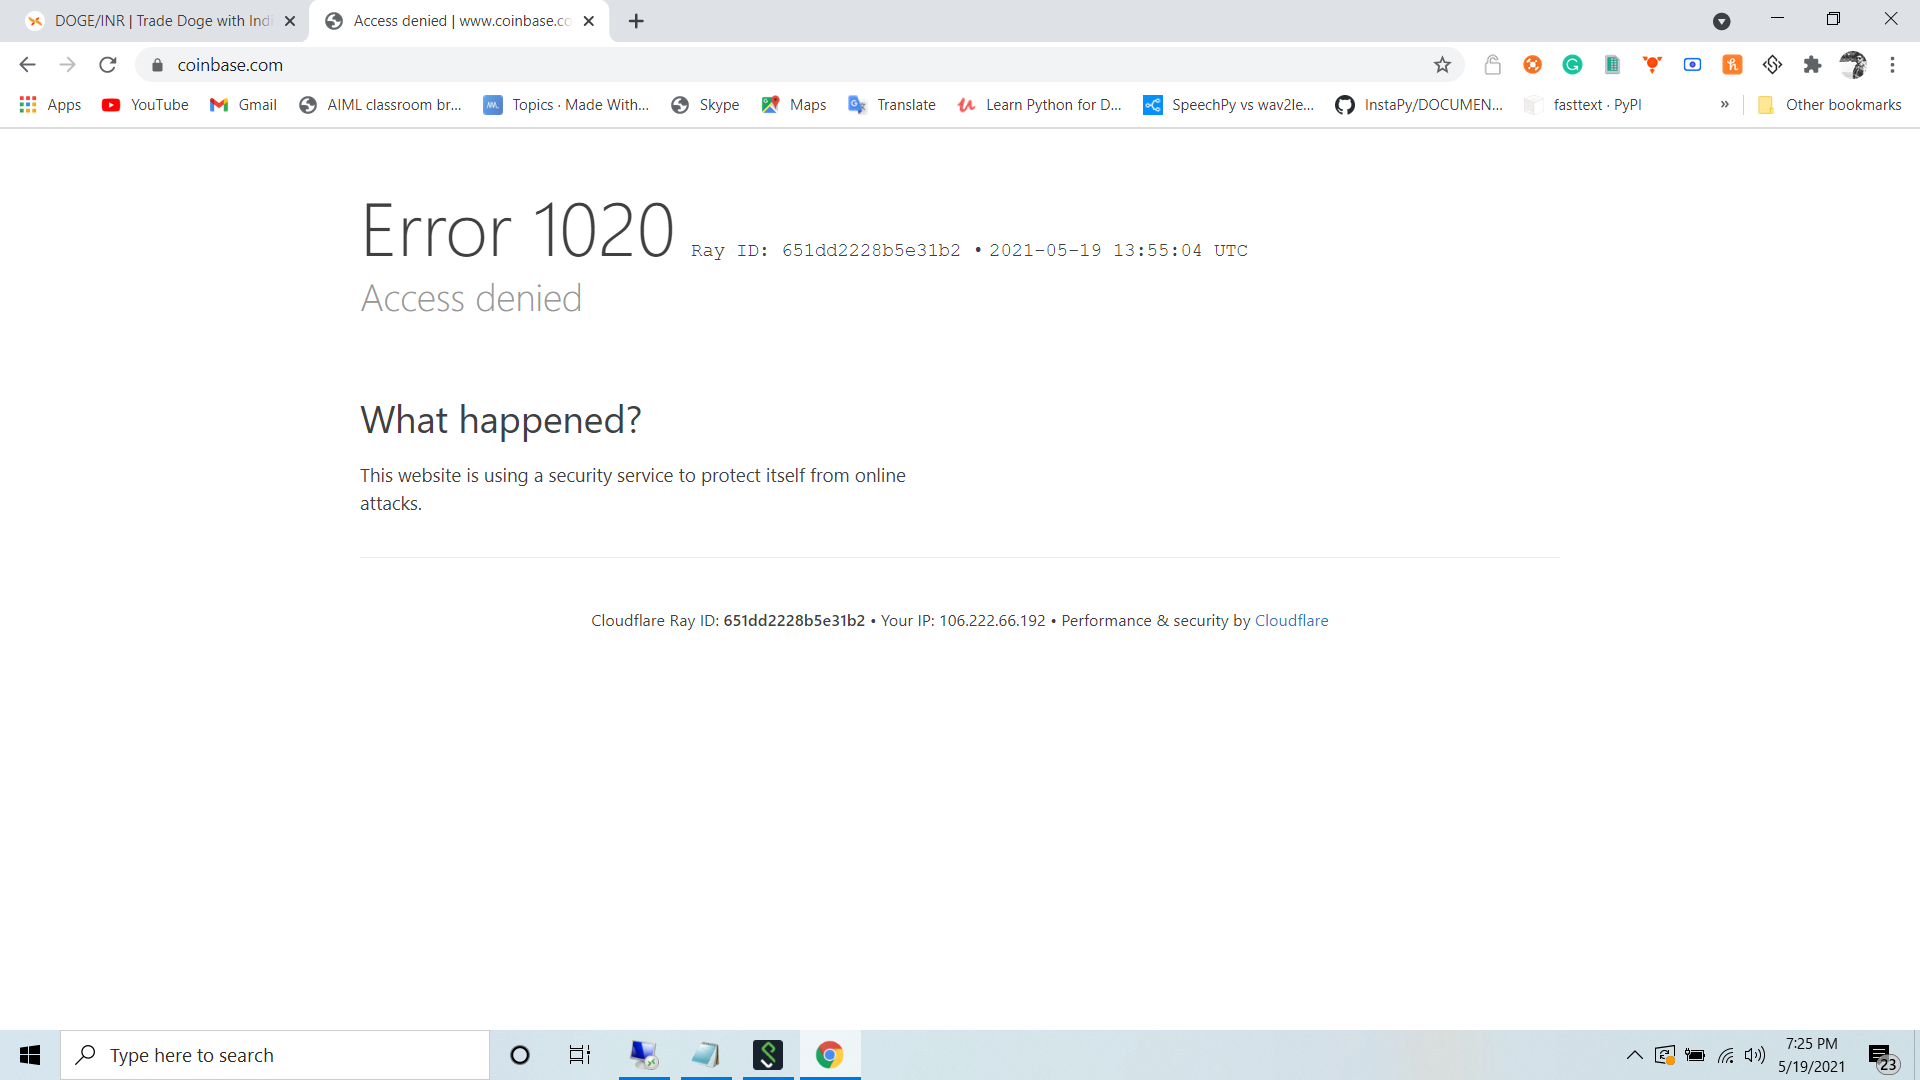 DOGE/INR | Trade Doge with Indi
Access denied | www.coinbase.co
coinbase.com
Apps YouTube Gmail AIML classroom br... Topics · Made With... Skype Maps Translate Learn Python for D... SpeechPy vs wav2le... InstaPy/DOCUMEN... fasttext · PyPI » Other bookmarks
Error 1020 Ray ID: 651dd2228b5e31b2 • 2021-05-19 13:55:04 UTC
Access denied
What happened?
This website is using a security service to protect itself from online
attacks.
Cloudflare Ray ID: 651dd2228b5e31b2 • Your IP: 106.222.66.192 • Performance & security by Cloudflare
Type here to search
7:25 PM
5/19/2021
23